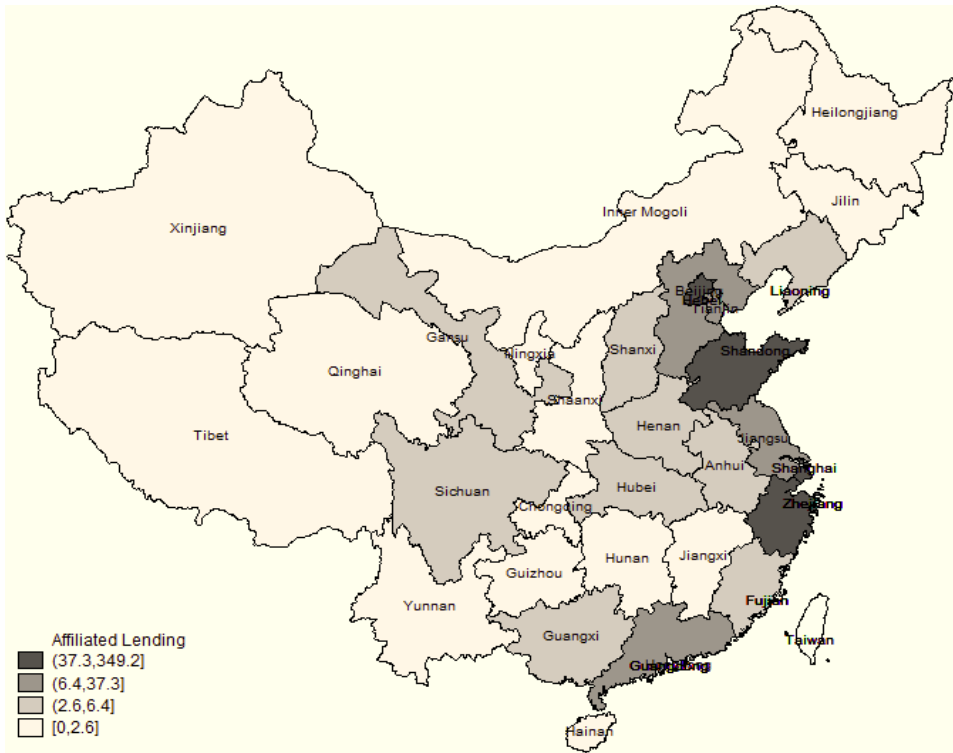 Heilongjiang
Jilin
Inner Mogoli
Xinjiang
Beijing
Hebei
Liaoning
Tianjin
Gansu
Ningxia
Shanxi
Shandong
Qinghai
Shaanxi
Tibet
Henan
Jiangsu
Anhui
Shanghai
Sichuan
Hubei
Chongqing
Zhejiang
Hunan
Jiangxi
Guizhou
Yunnan
Fujian
Guangxi
Taiwan
Affiliated Lending
(37.3,349.2]
Guangdong
(6.4,37.3]
(2.6,6.4]
[0,2.6]
Hainan